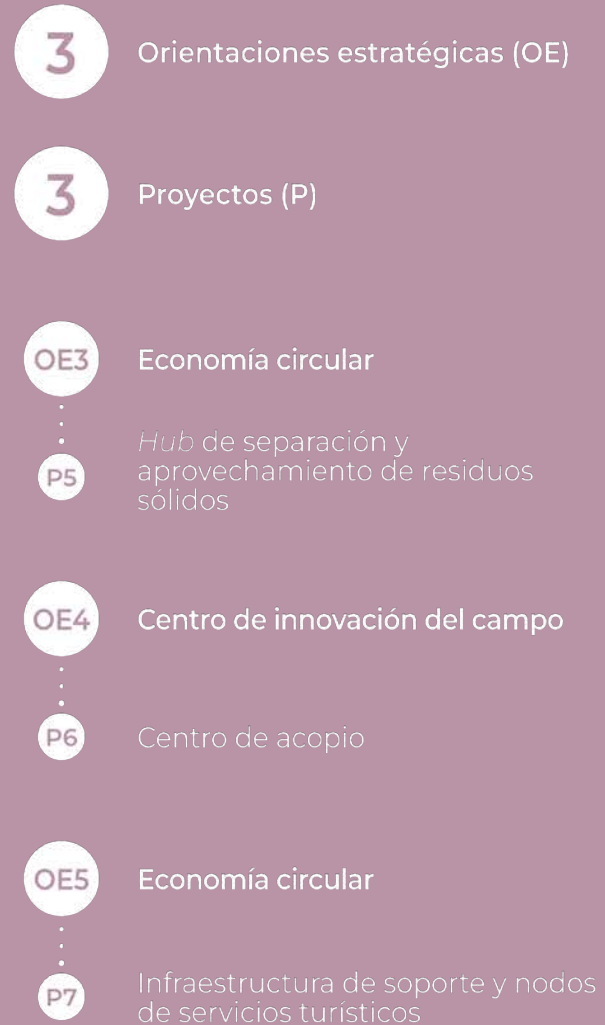 3 Orientaciones estratégicas (OE)
3 Proyectos (P)
OE3 Economía circular
P5 Hub de separación y
aprovechamiento de residuos
sólidos
OE4 Centro de innovación del campo
P6 Centro de acopio
OE5 Economía circular
P7 Infraestructura de soporte y nodos
de servicios turísticos